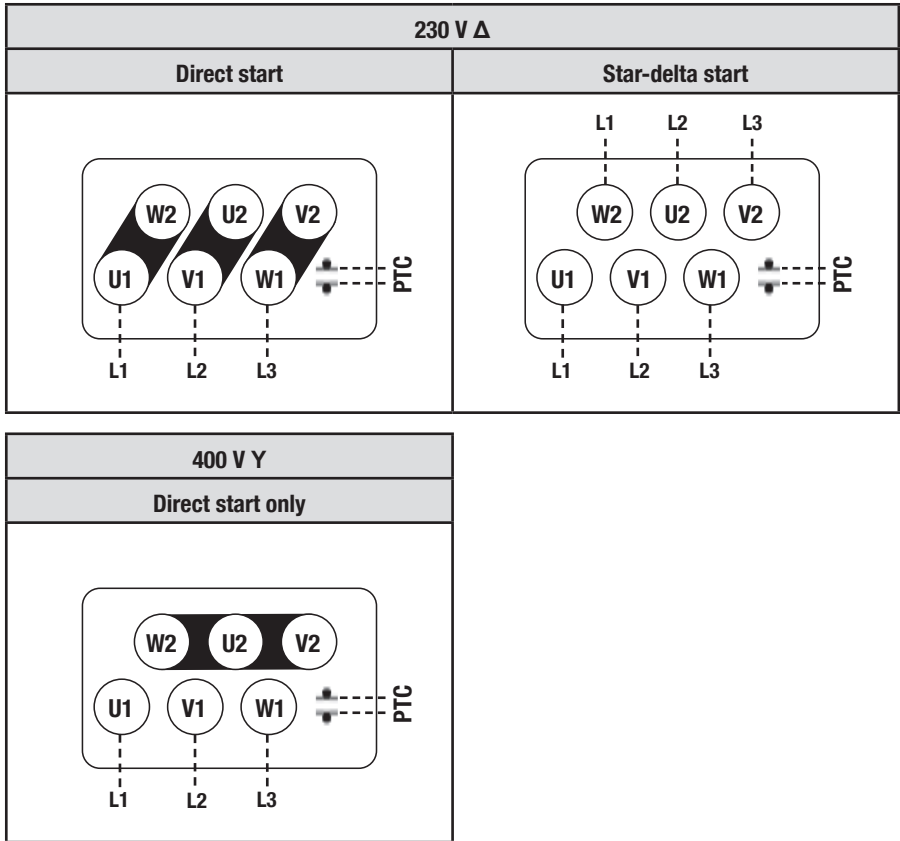 230 V Δ
Direct start
Star-delta start
W2 U2 V2
U1 V1 W1
PTC
L1 L2 L3
L1 L2 L3
W2 U2 V2
U1 V1 W1
PTC
L1 L2 L3
400 V Y
Direct start only
W2 U2 V2
U1 V1 W1
PTC
L1 L2 L3